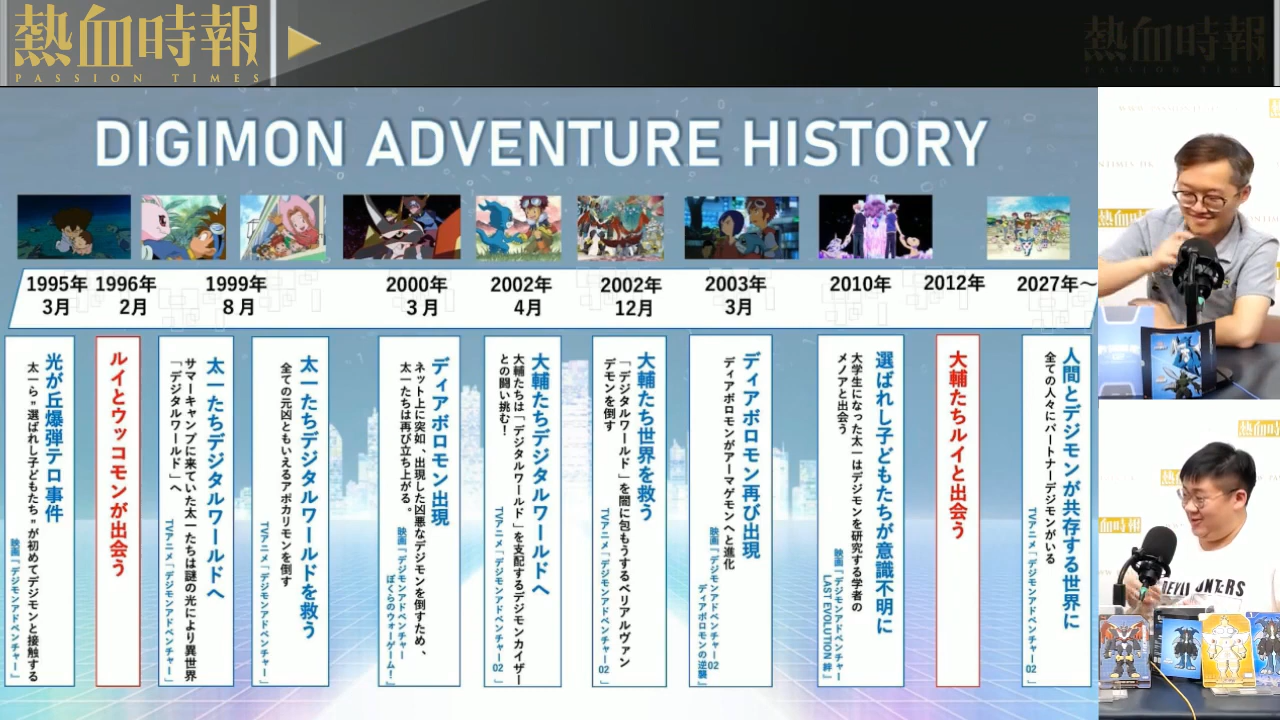 熱血時報
PASSION TIMES
熱血時報
DIGIMON ADVENTURE HISTORY
1995年
3月
1996年
2月
1999年
8月
2000年
3月
2002年
4月
2002年
12月
2003年
3月
2010年
2012年
2027年～
光が丘爆弾テロ事件
太一ら”選ばれし子どもたち”が初めてデジモンと接触する
映画「デジモンアドベンチャー」
ルイとウッコモンが出会う
太一たちデジタルワールドへ
サマーキャンプに来ていた太一たちは謎の光により異世界
「デジタルワールド」へ
TVアニメ「デジモンアドベンチャー」
太一たちデジタルワールドを救う
全ての元凶ともいえるアポカリモンを倒す
TVアニメ「デジモンアドベンチャー」
ディアボロモン出現
ネット上に突如、出現した凶悪なデジモンを倒すため、
太一たちは再び立ち上がる。
映画「デジモンアドベンチャー
ぼくらのウォーゲーム！」
大輔たちデジタルワールドへ
大輔たちは「デジタルワールド」を支配するデジモンカイザー
との闘い挑む！
TVアニメ「デジモンアドベンチャー02」
大輔たち世界を救う
「デジタルワールド」を闇に包もうするベリアルヴァン
デモンを倒す
TVアニメ「デジモンアドベンチャー02」
ディアボロモン再び出現
ディアボロモンがアーマゲモンへと進化
映画「デジモンアドベンチャー02
ディアボロモンの逆襲」
選ばれし子どもたちが意識不明に
大学生になった太一はデジモンを研究する学者の
メノアと出会う
映画「デジモンアドベンチャー
LAST EVOLUTION 絆」
大輔たちルイと出会う
人間とデジモンが共存する世界に
全ての人々にパートナーデジモンがいる
TVアニメ「デジモンアドベンチャー02」